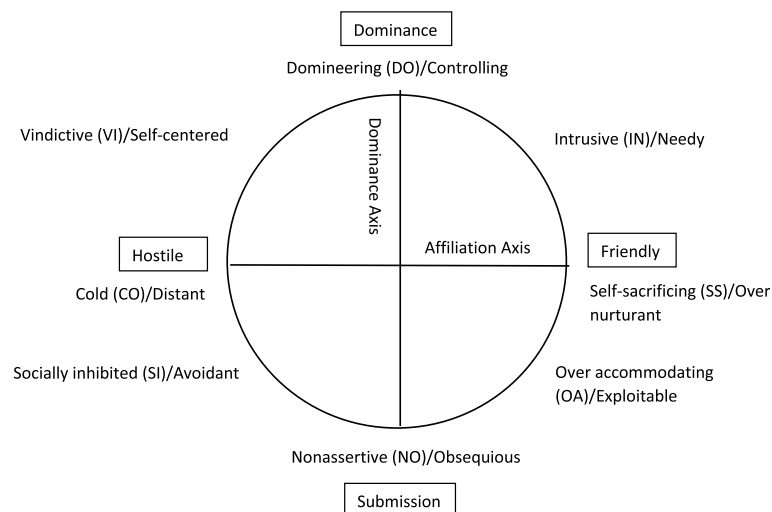 Dominance
Domineering (DO)/Controlling
Vindictive (VI)/Self-centered
Intrusive (IN)/Needy
Dominance Axis
Affiliation Axis
Hostile
Friendly
Cold (CO)/Distant
Self-sacrificing (SS)/Over
nurturant
Socially inhibited (SI)/Avoidant
Over accommodating
(OA)/Exploitable
Nonassertive (NO)/Obsequious
Submission